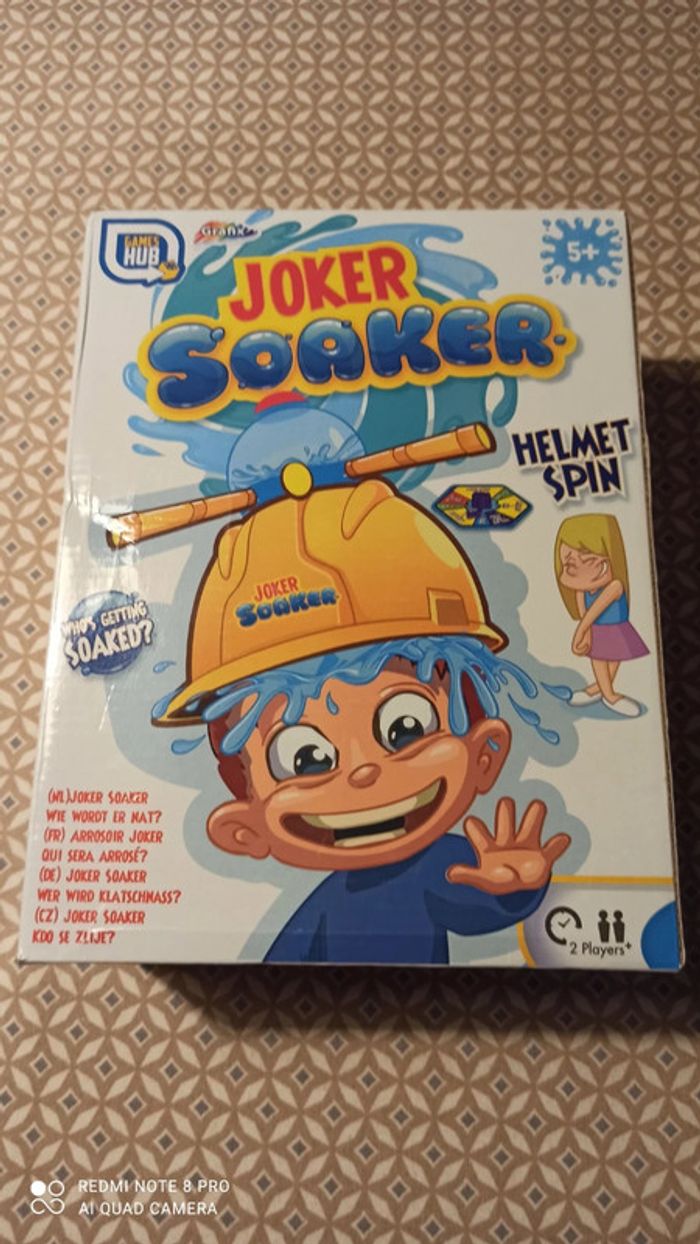 GAMES
HUB
Grafix
5+
JOKER
SOAKER
HELMET
SPIN
JOKER
SOAKER
WHO'S GETTING
SOAKED?
(NL)JOKER SOAKER
WIE WORDT ER NAT?
(FR) ARROSOIR JOKER
QUI SERA ARROSÉ?
(DE) JOKER SOAKER
WER WIRD KLATSCHNASS?
(CZ) JOKER SOAKER
KDO SE ZLIJE?
2 Players+
REDMI NOTE 8 PRO
AI QUAD CAMERA